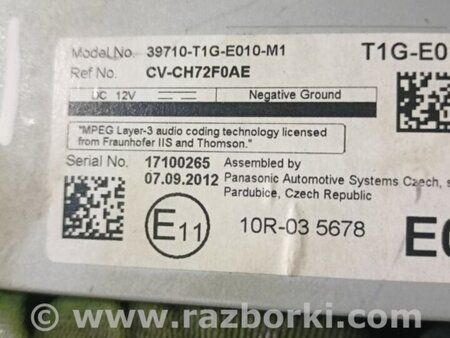 Model No. 39710-T1G-E010-M1 T1G-E0
Ref No. CV-CH72F0AE
DC 12V Negative Ground
"MPEG Layer-3 audio coding technology licensed
from Fraunhofer IIS and Thomson."
Serial No. 17100265 Assembled by
07.09.2012 Panasonic Automotive Systems Czech, s
Pardubice, Czech Republic
E11 10R-03 5678 E0
www.razborki.com